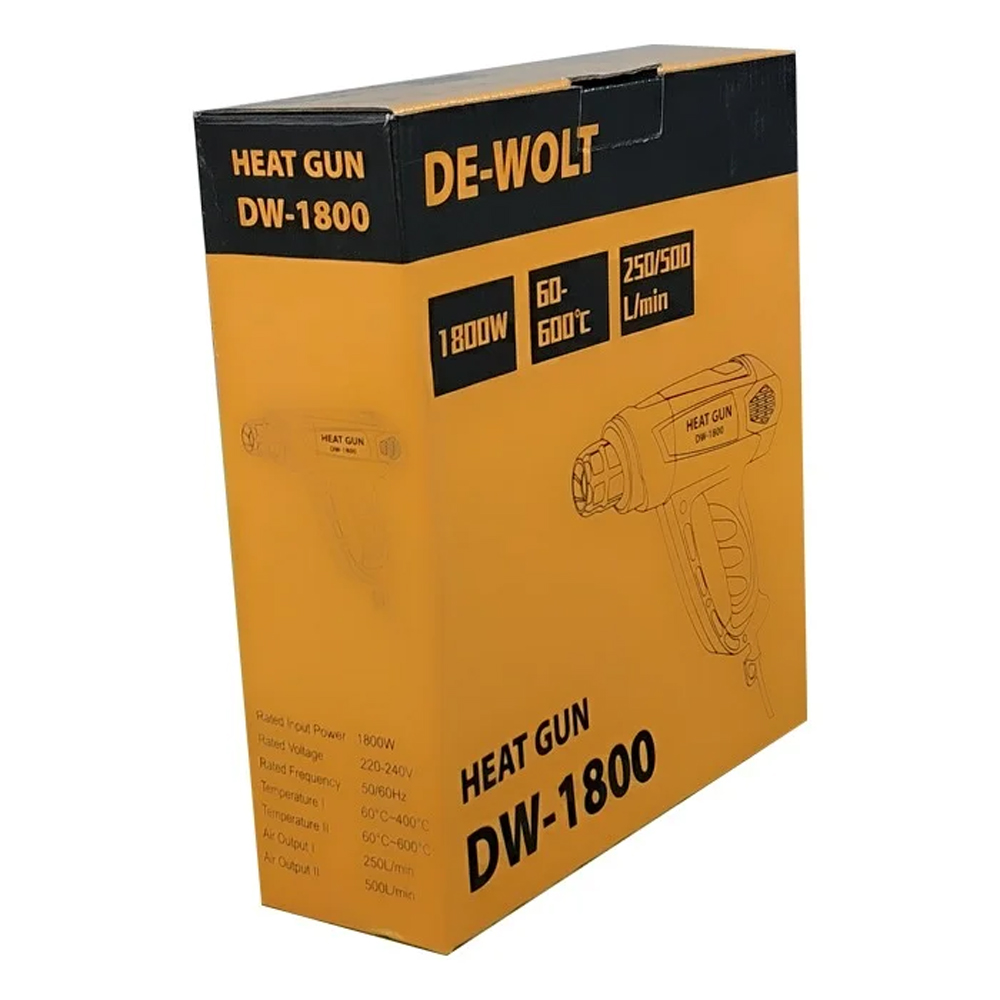 HEAT GUN
DW-1800
DE-WOLT
1800W
60-
600°C
250/500
L/min
HEAT GUN
DW-1800
HEAT GUN
DW-1800
Rated Input Power 1800W
Rated Voltage 220-240V
Rated Frequency 50/60Hz
Temperature I 60°C~400°C
Temperature II 60°C~600°C
Air Output I 250L/min
Air Output II 500L/min
HEAT GUN
DW-1800